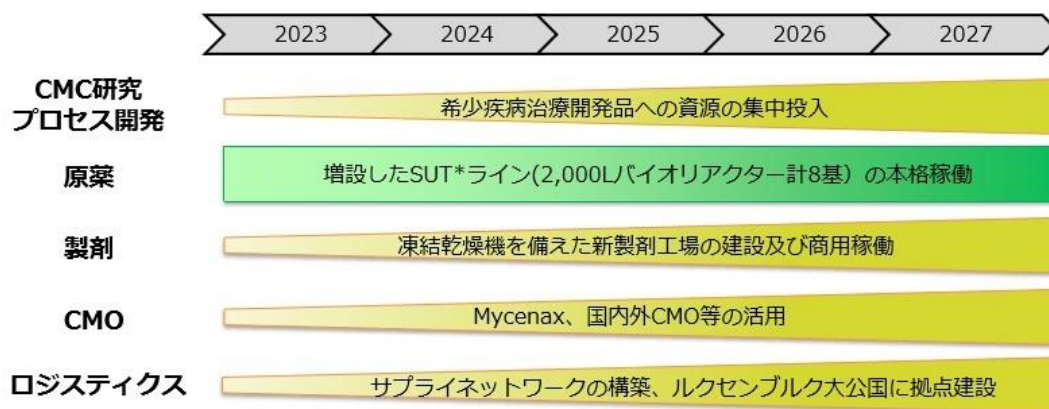 2023 2024 2025 2026 2027
CMC研究
プロセス開発
希少疾病治療開発品への資源の集中投入
原薬
増設したSUT*ライン(2,000Lバイオリアクター計8基）の本格稼働
製剤
凍結乾燥機を備えた新製剤工場の建設及び商用稼働
CMO
Mycenax、国内外CMO等の活用
ロジスティクス
サプライネットワークの構築、ルクセンブルク大公国に拠点建設